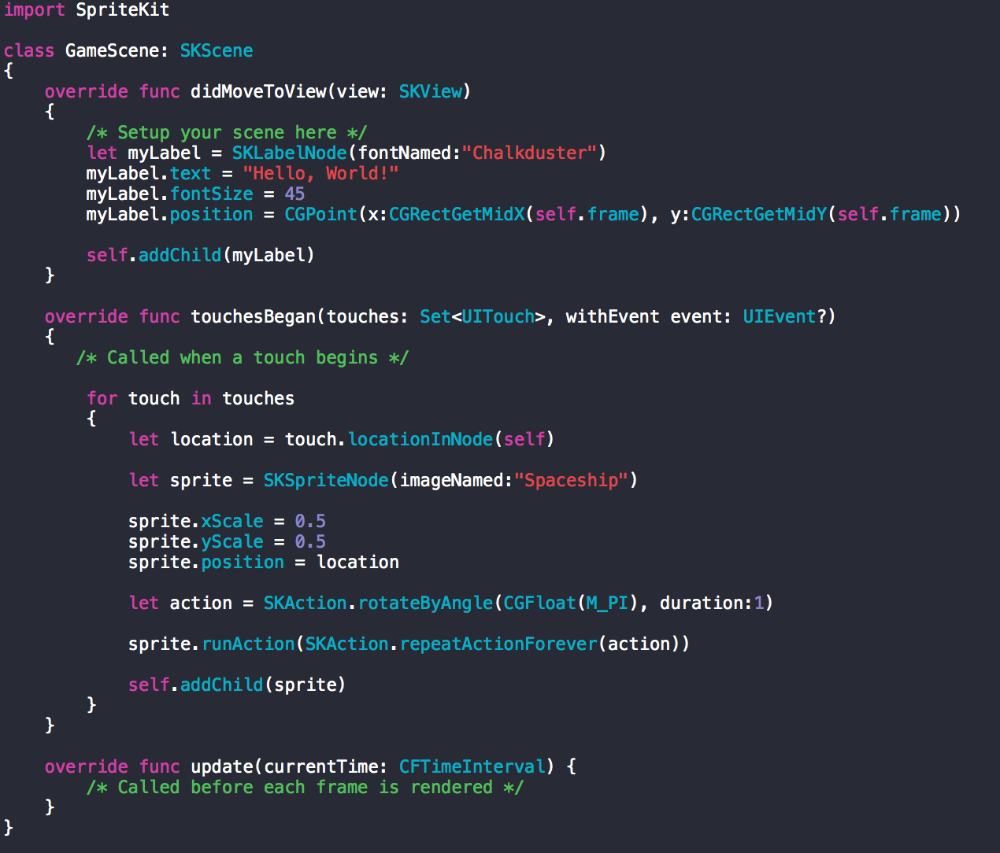 import SpriteKit
class GameScene: SKScene
{
    override func didMoveToView(view: SKView)
    {
        /* Setup your scene here */
        let myLabel = SKLabelNode(fontNamed:"Chalkduster")
        myLabel.text = "Hello, World!"
        myLabel.fontSize = 45
        myLabel.position = CGPoint(x:CGRectGetMidX(self.frame), y:CGRectGetMidY(self.frame))
        self.addChild(myLabel)
    }
    override func touchesBegan(touches: Set<UITouch>, withEvent event: UIEvent?)
    {
       /* Called when a touch begins */
        for touch in touches
        {
            let location = touch.locationInNode(self)
            let sprite = SKSpriteNode(imageNamed:"Spaceship")
            sprite.xScale = 0.5
            sprite.yScale = 0.5
            sprite.position = location
            let action = SKAction.rotateByAngle(CGFloat(M_PI), duration:1)
            sprite.runAction(SKAction.repeatActionForever(action))
            self.addChild(sprite)
        }
    }
    override func update(currentTime: CFTimeInterval) {
        /* Called before each frame is rendered */
    }
}